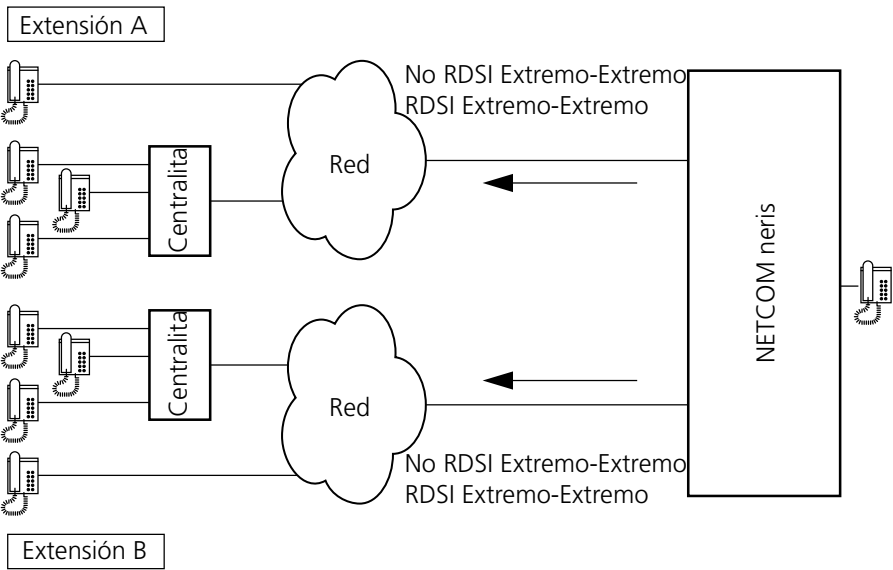 Extensión A
No RDSI Extremo-Extremo
RDSI Extremo-Extremo
Red
Centralita
NETCOM neris
Centralita
Red
No RDSI Extremo-Extremo
RDSI Extremo-Extremo
Extensión B